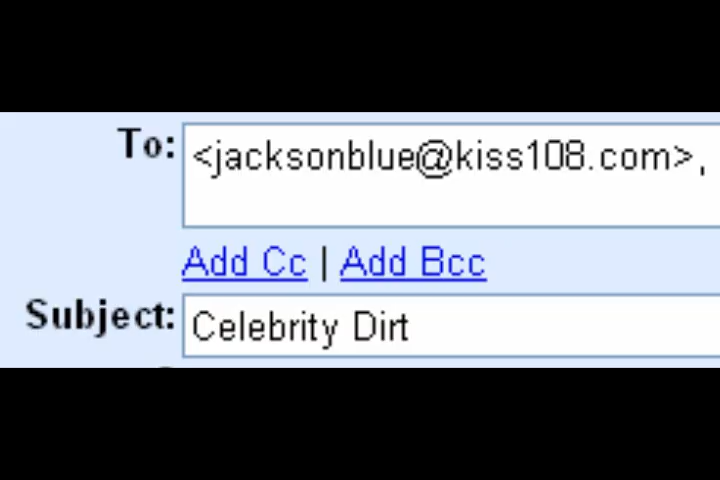 To: <jacksonblue@kiss108.com>,
Add Cc | Add Bcc
Subject: Celebrity Dirt